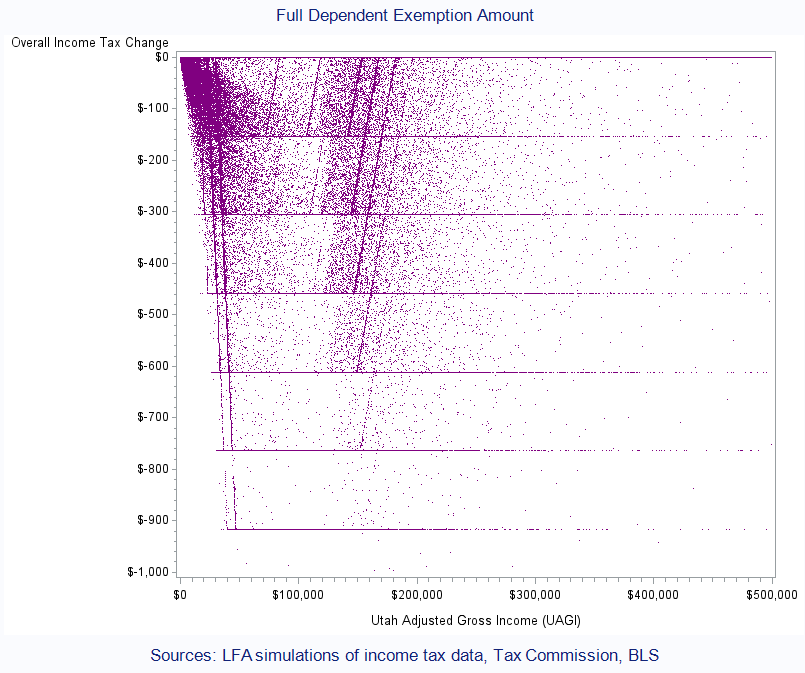 Full Dependent Exemption Amount
Overall Income Tax Change
$0
$-100
$-200
$-300
$-400
$-500
$-600
$-700
$-800
$-900
$-1,000
$0 $100,000 $200,000 $300,000 $400,000 $500,000
Utah Adjusted Gross Income (UAGI)
Sources: LFA simulations of income tax data, Tax Commission, BLS